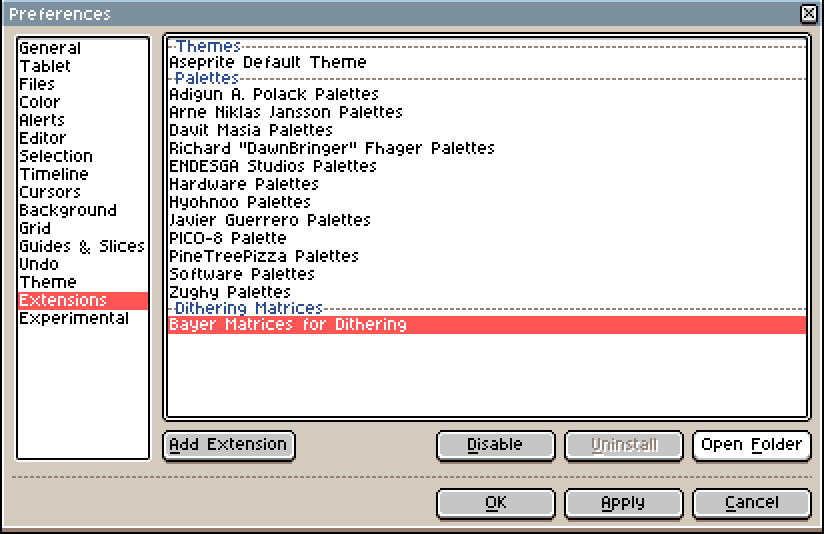 Preferences
General
Tablet
Files
Color
Alerts
Editor
Selection
Timeline
Cursors
Background
Grid
Guides & Slices
Undo
Theme
Extensions
Experimental
Themes
Aseprite Default Theme
Palettes
Adigun A. Polack Palettes
Arne Niklas Jansson Palettes
Davit Masia Palettes
Richard "DawnBringer" Fhager Palettes
ENDESGA Studios Palettes
Hardware Palettes
Hyohnoo Palettes
Javier Guerrero Palettes
PICO-8 Palette
PineTreePizza Palettes
Software Palettes
Zughy Palettes
Dithering Matrices
Bayer Matrices for Dithering
Add Extension
Disable
Uninstall
Open Folder
OK
Apply
Cancel